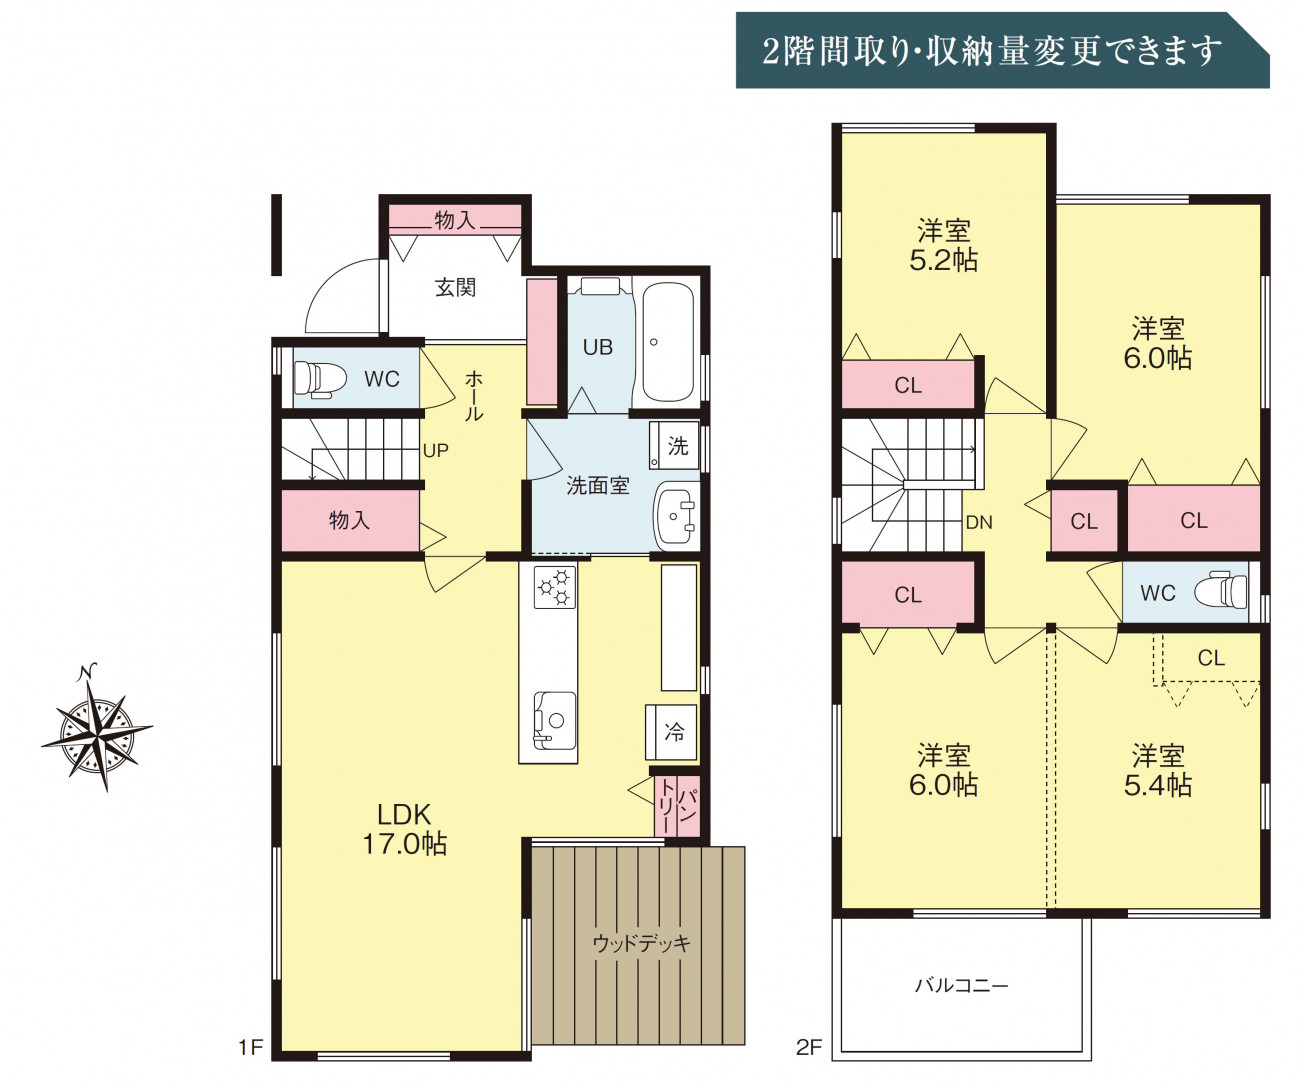 2階間取り・収納量変更できます
物入
玄関
UB
WC
ホール
UP
洗
洗面室
物入
冷
パン
トリー
LDK
17.0帖
ウッドデッキ
1F
N
洋室
5.2帖
洋室
6.0帖
CL
DN
CL
CL
CL
WC
CL
洋室
6.0帖
洋室
5.4帖
バルコニー
2F